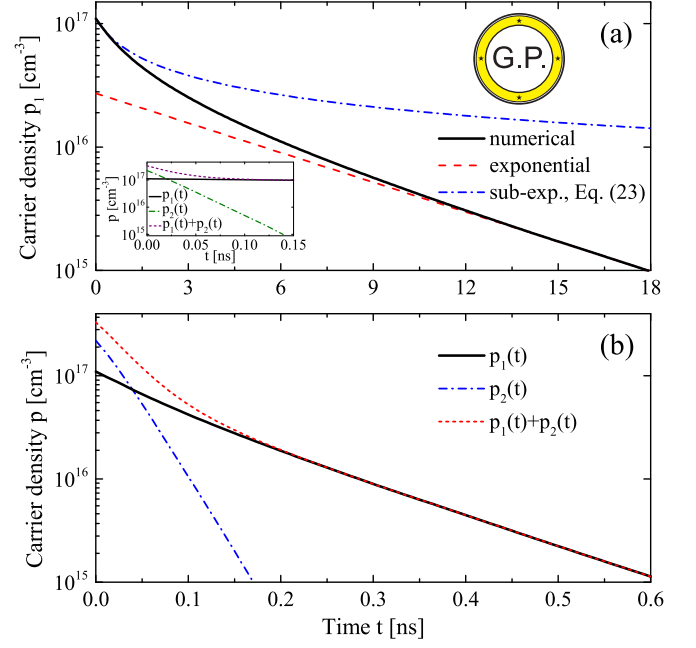 10^17
10^16
10^15
Carrier density p_1 [cm^-3]
(a)
G.P.
numerical
exponential
sub-exp., Eq. (23)
10^17
10^16
10^15
p [cm^-3]
p_1(t)
p_2(t)
p_1(t)+p_2(t)
0.00 0.05 0.10 0.15
t [ns]
0 3 6 9 12 15 18
10^17
10^16
10^15
Carrier density p [cm^-3]
(b)
p_1(t)
p_2(t)
p_1(t)+p_2(t)
0.0 0.1 0.2 0.3 0.4 0.5 0.6
Time t [ns]